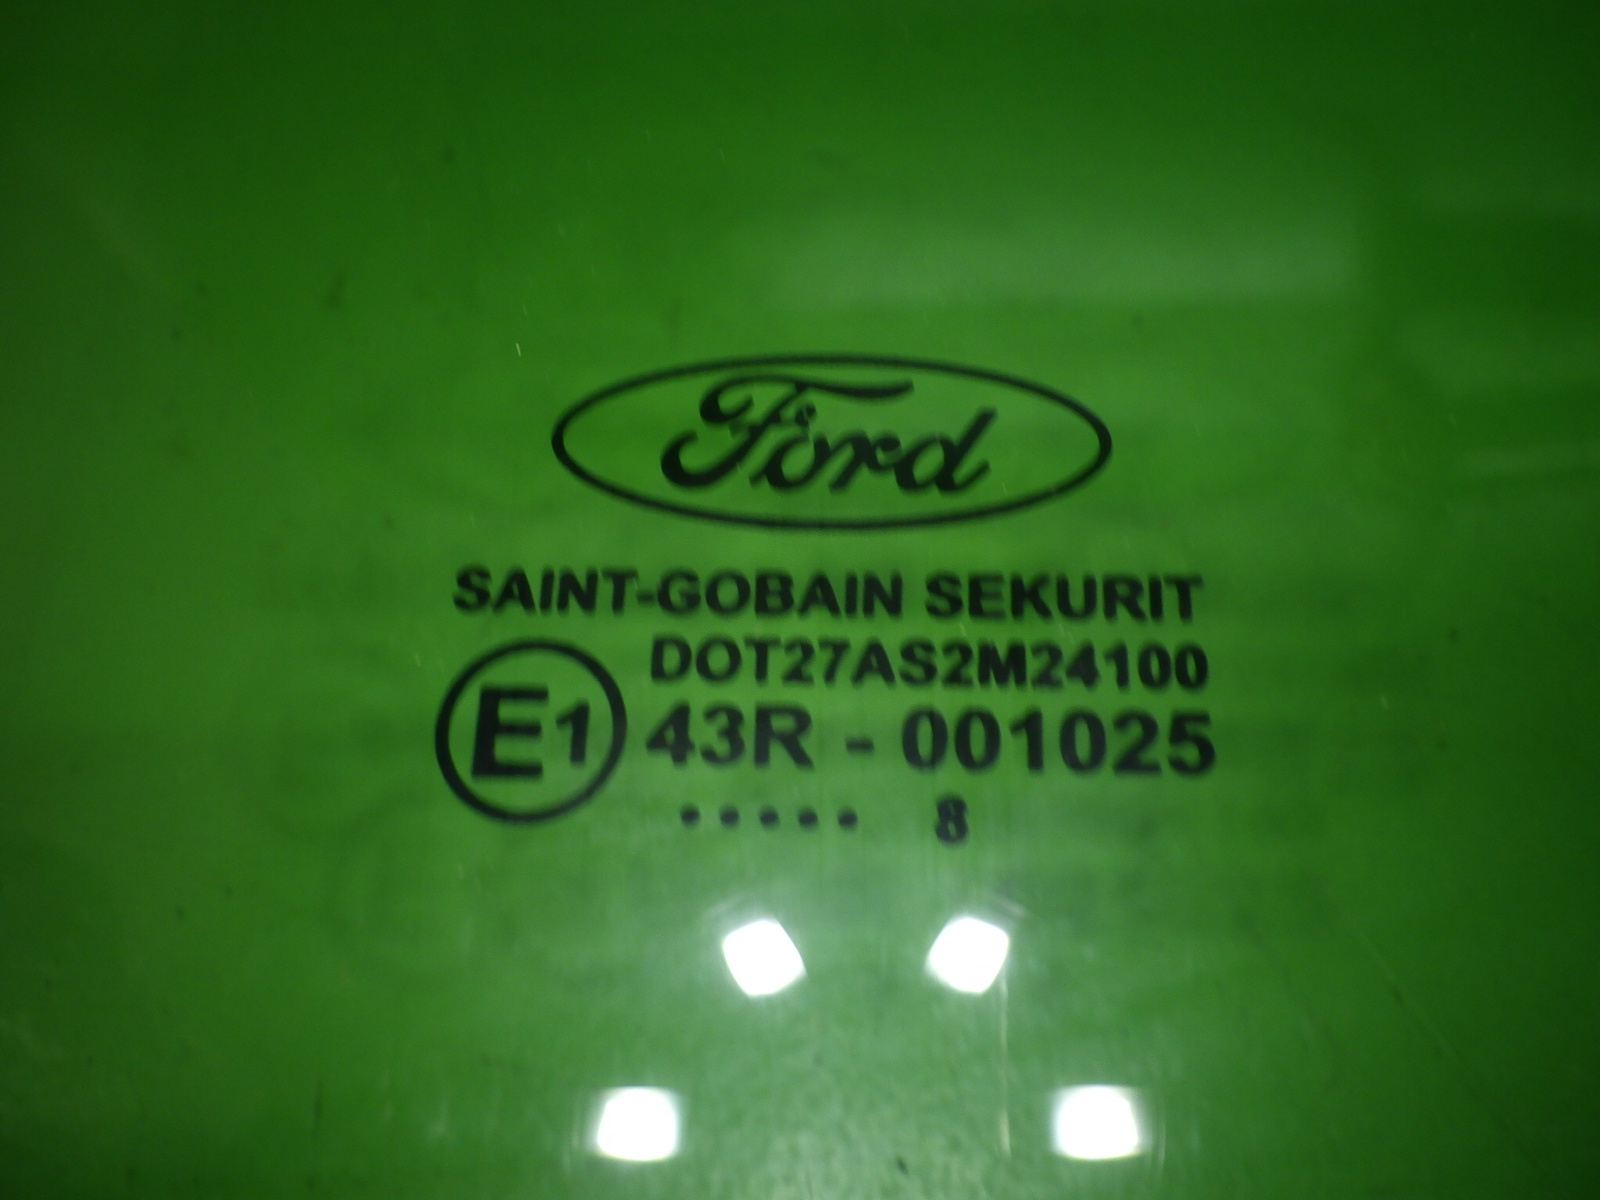 Ford
SAINT-GOBAIN SEKURIT
DOT27AS2M24100
E1 43R - 001025
..... 8